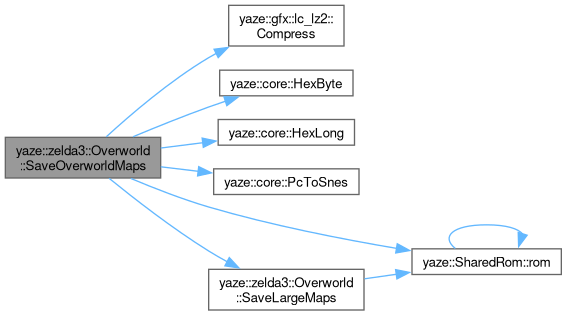 yaze::gfx::lc_lz2::
Compress
yaze::core::HexByte
yaze::core::HexLong
yaze::zelda3::Overworld
::SaveOverworldMaps
yaze::core::PcToSnes
yaze::SharedRom::rom
yaze::zelda3::Overworld
::SaveLargeMaps